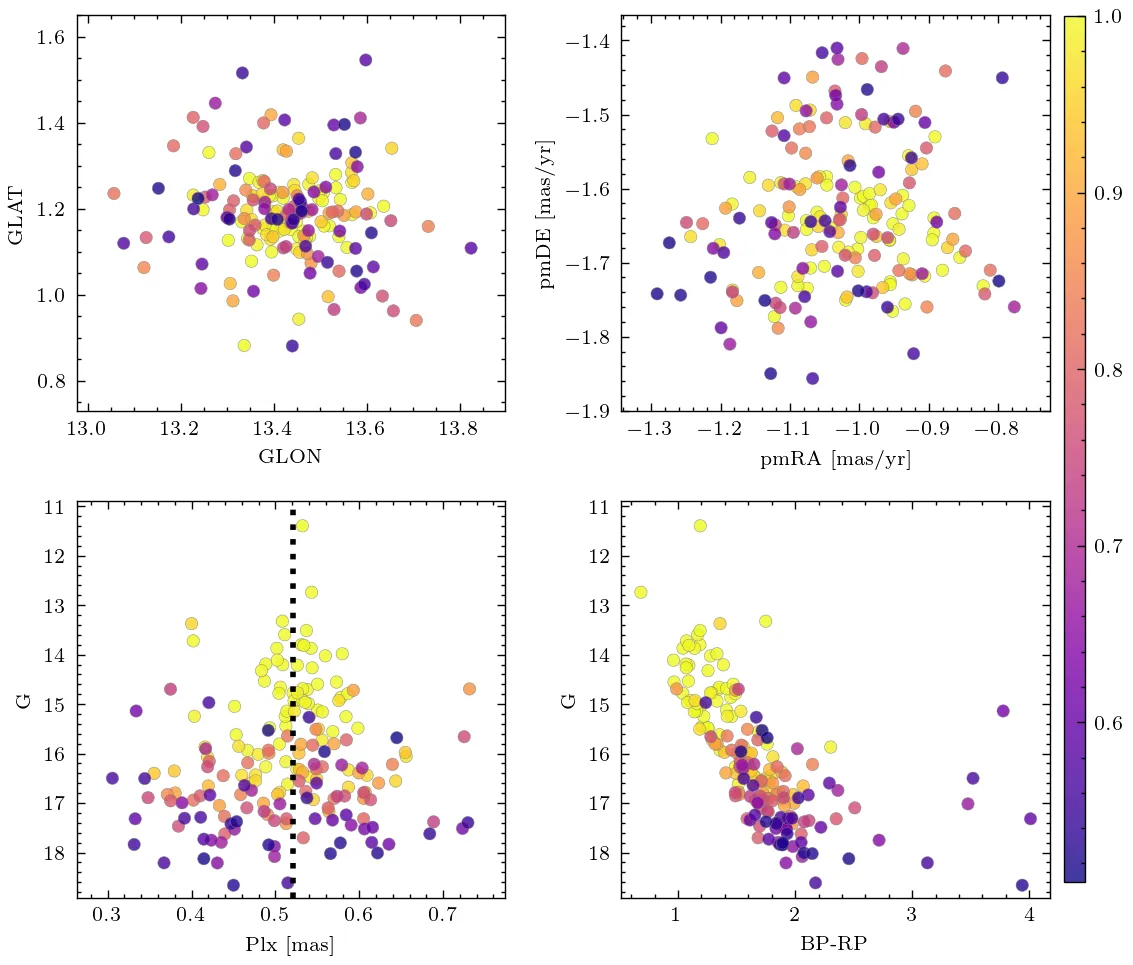 1.6
1.4
1.2
1.0
0.8
GLAT
13.0 13.2 13.4 13.6 13.8
GLON
−1.4
−1.5
−1.6
−1.7
−1.8
−1.9
pmDE [mas/yr]
−1.3 −1.2 −1.1 −1.0 −0.9 −0.8
pmRA [mas/yr]
1.0
0.9
0.8
0.7
0.6
11
12
13
14
15
16
17
18
G
0.3 0.4 0.5 0.6 0.7
Plx [mas]
11
12
13
14
15
16
17
18
G
1 2 3 4
BP-RP